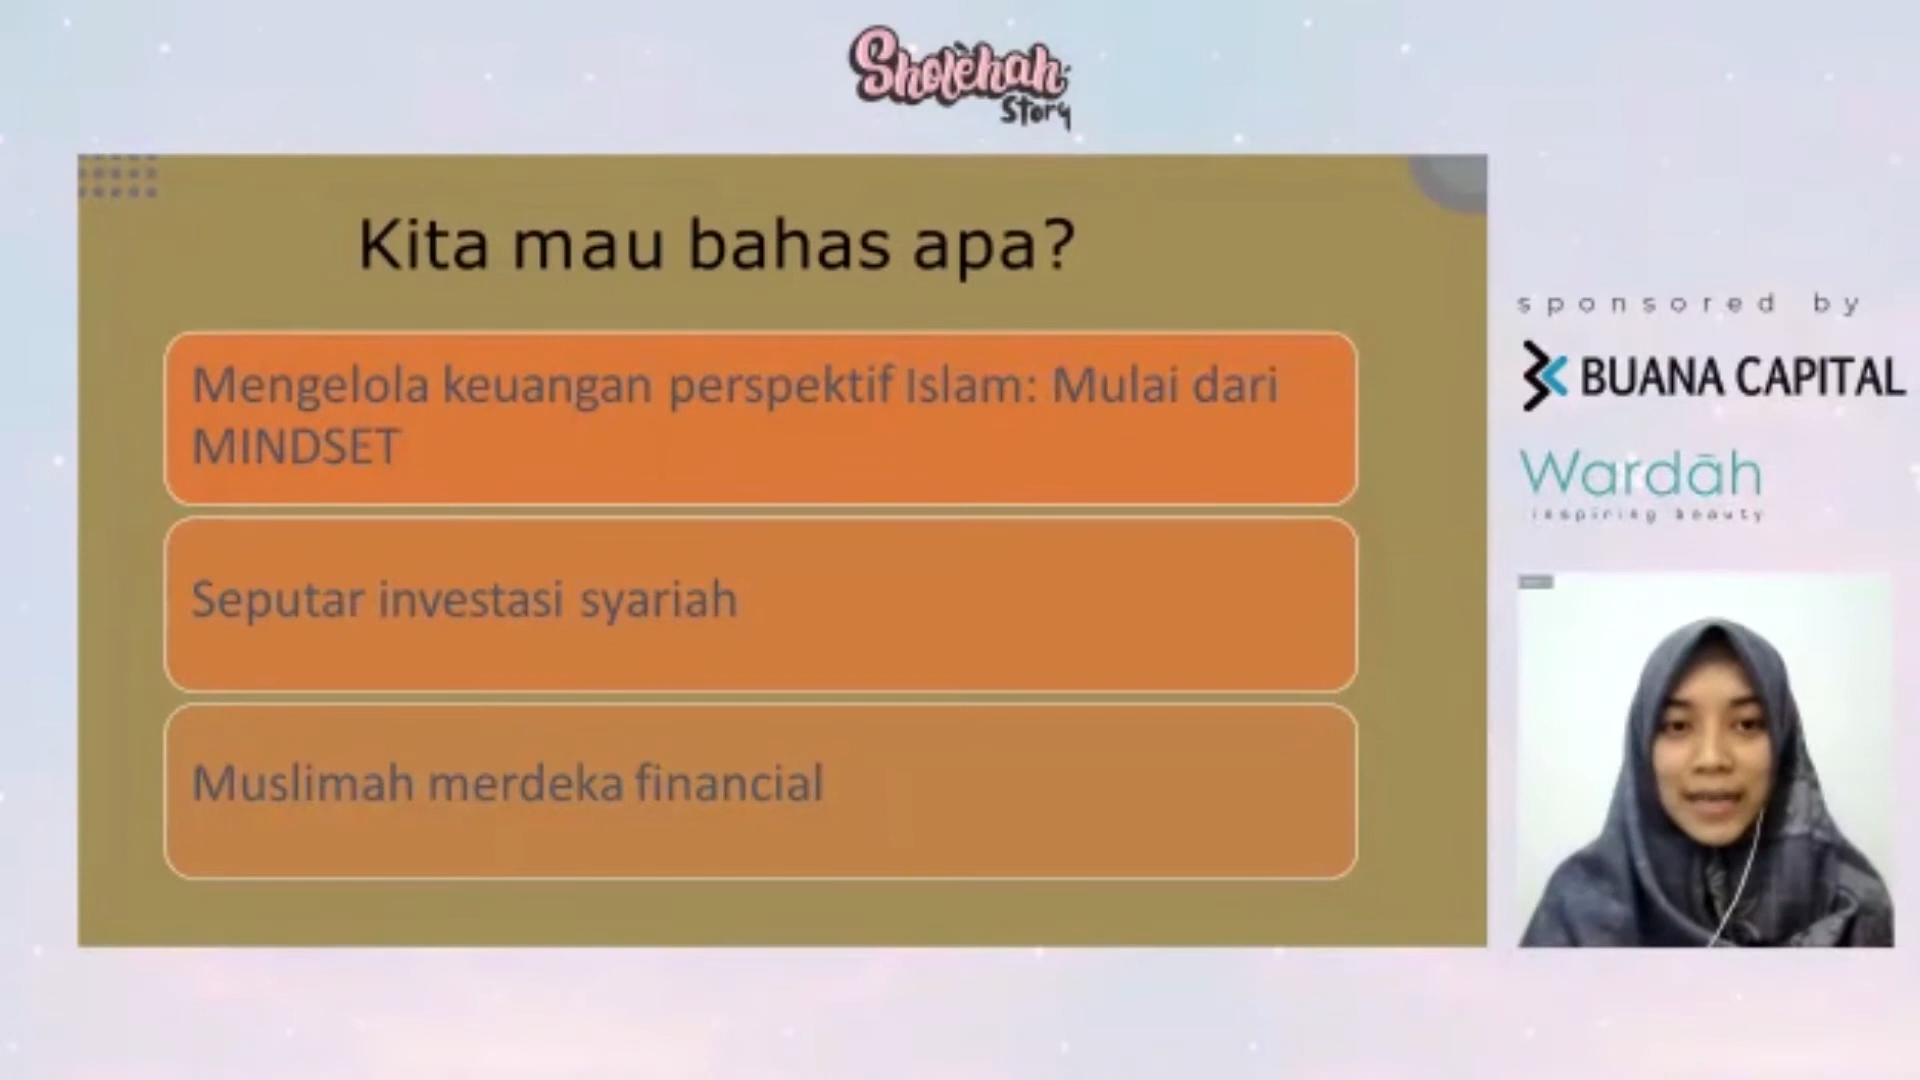 Sholehah
Story
Kita mau bahas apa?
Mengelola keuangan perspektif Islam: Mulai dari
MINDSET
Seputar investasi syariah
Muslimah merdeka financial
sponsored by
BUANA CAPITAL
Wardah
inspiring beauty